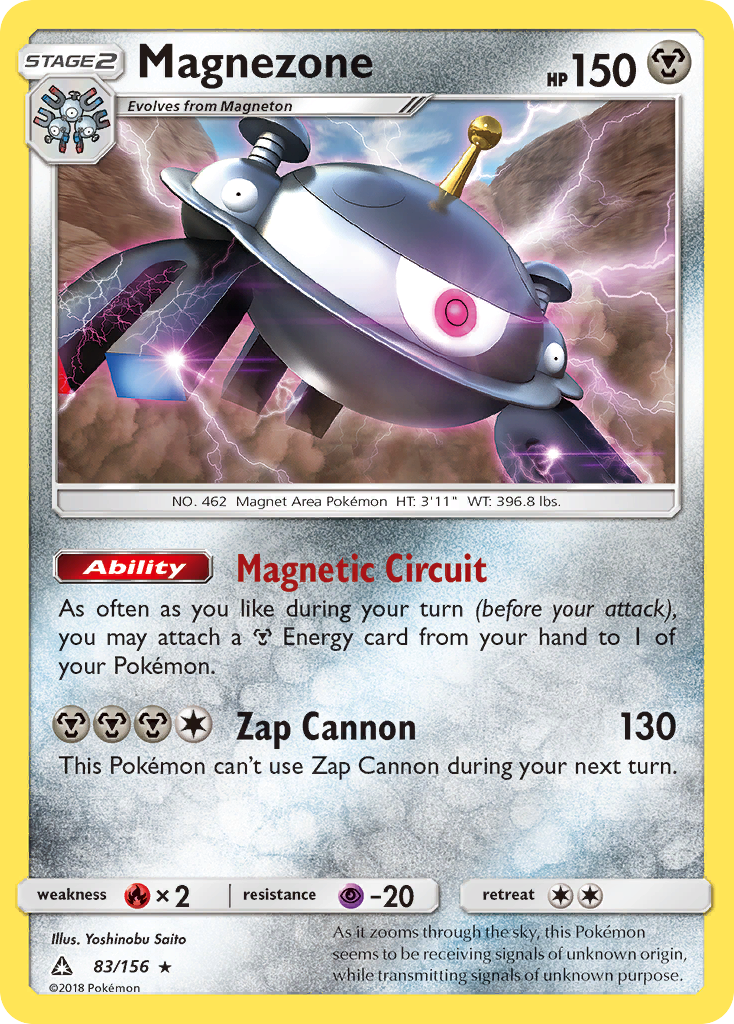 STAGE2
Magnezone
HP 150
Evolves from Magneton
NO. 462 Magnet Area Pokémon HT: 3'11" WT: 396.8 lbs.
Ability Magnetic Circuit
As often as you like during your turn (before your attack),
you may attach a Energy card from your hand to 1 of
your Pokémon.
Zap Cannon 130
This Pokémon can't use Zap Cannon during your next turn.
weakness ×2 resistance -20 retreat
Illus. Yoshinobu Saito
83/156 ★
©2018 Pokémon
As it zooms through the sky, this Pokémon
seems to be receiving signals of unknown origin,
while transmitting signals of unknown purpose.